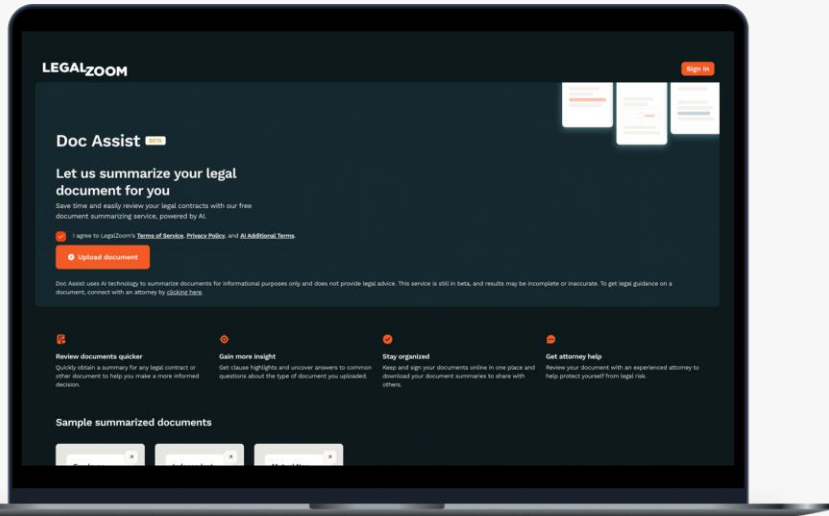 LEGALZOOM
Sign in
Doc Assist BETA
Let us summarize your legal
document for you
Save time and easily review your legal contracts with our free
document summarizing service, powered by AI.
I agree to LegalZoom's Terms of Service, Privacy Policy, and AI Additional Terms.
Upload document
Doc Assist uses AI technology to summarize documents for informational purposes only and does not provide legal advice. This service is still in beta, and results may be incomplete or inaccurate. To get legal guidance on a
document, connect with an attorney by clicking here.
Review documents quicker
Quickly obtain a summary for any legal contract or
other document to help you make a more informed
decision.
Gain more insight
Get clause highlights and uncover answers to common
questions about the type of document you uploaded.
Stay organized
Keep and sign your documents online in one place and
download your document summaries to share with
others.
Get attorney help
Review your document with an experienced attorney to
help protect yourself from legal risk.
Sample summarized documents